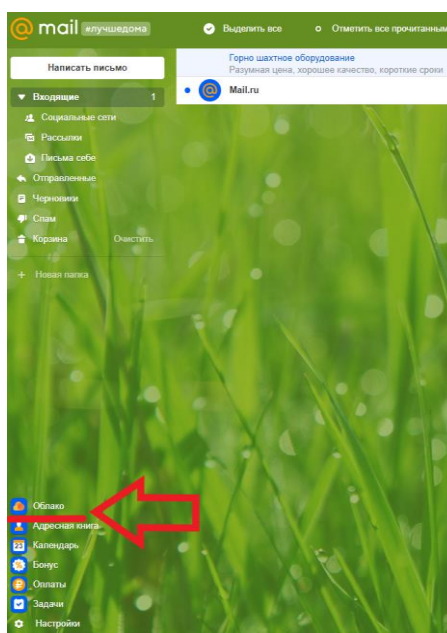 mail #лучшедома
Выделить все
Отметить все прочитанным
Написать письмо
Горно шахтное оборудование
Разумная цена, хорошее качество, короткие сроки
Входящие 1
Mail.ru
Социальные сети
Рассылки
Письма себе
Отправленные
Черновики
Спам
Корзина Очистить
+ Новая папка
Облако
Адресная книга
Календарь
Бонус
Оплаты
Задачи
Настройки